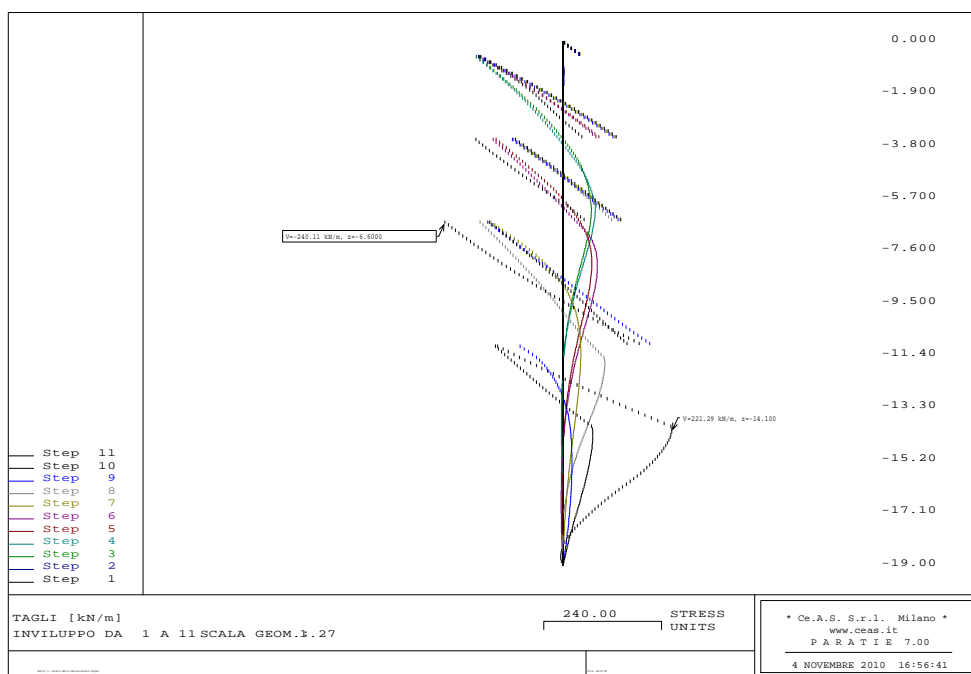 0.000
-1.900
-3.800
-5.700
-7.600
-9.500
-11.40
-13.30
-15.20
-17.10
-19.00
V=-240.11 kN/m, z=-6.6000
V=221.29 kN/m, z=-14.100
Step 11
Step 10
Step 9
Step 8
Step 7
Step 6
Step 5
Step 4
Step 3
Step 2
Step 1
TAGLI [kN/m]
INVILUPPO DA 1 A 11 SCALA GEOM.1.27
240.00 STRESS
UNITS
* Ce.A.S. S.r.l. Milano *
www.ceas.it
P A R A T I E 7.00
4 NOVEMBRE 2010 16:56:41